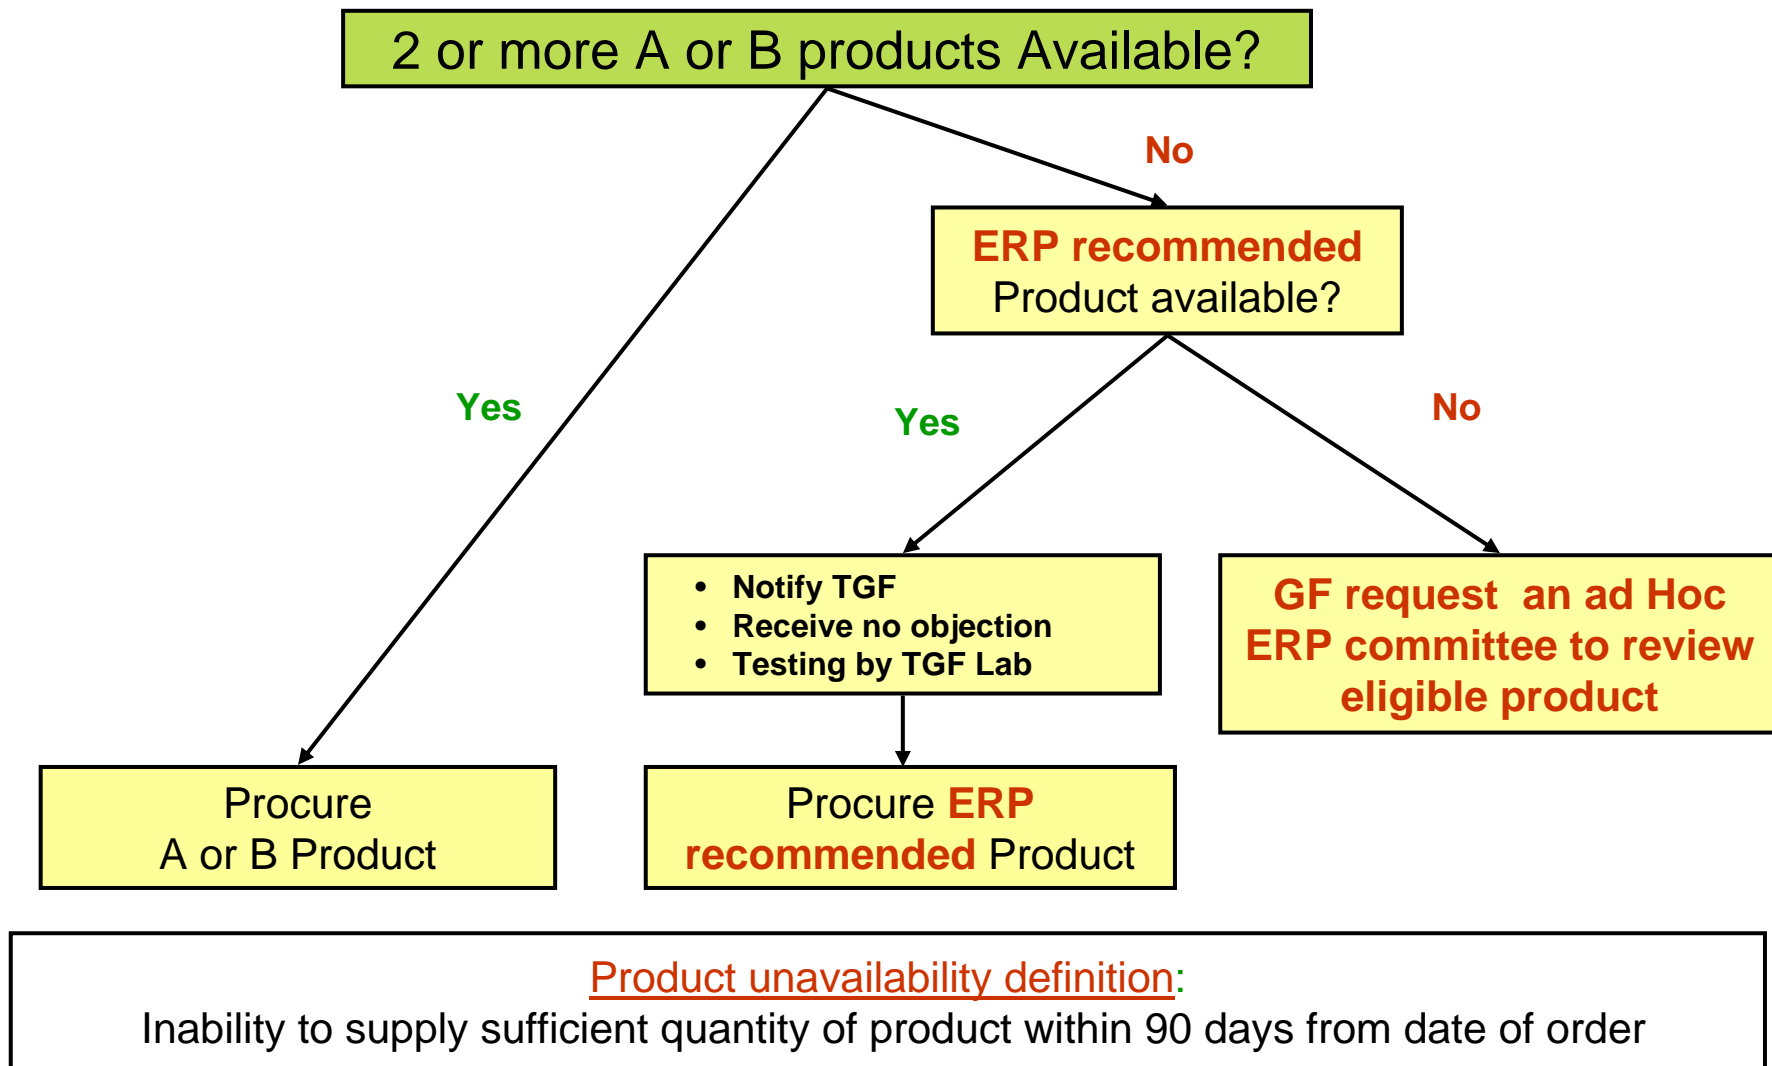 2 or more A or B products Available?
No
ERP recommended
Product available?
Yes
Yes
No
• Notify TGF
• Receive no objection
• Testing by TGF Lab
GF request  an ad Hoc
ERP committee to review
eligible product
Procure
A or B Product
Procure ERP
recommended Product
Product unavailability definition:
Inability to supply sufficient quantity of product within 90 days from date of order